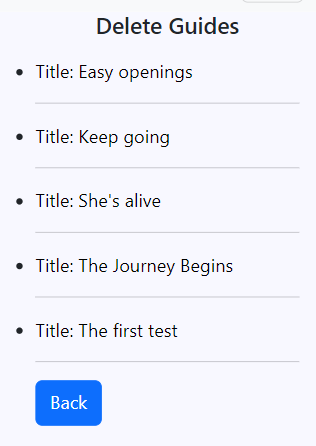 Delete Guides
Title: Easy openings
Title: Keep going
Title: She's alive
Title: The Journey Begins
Title: The first test
Back